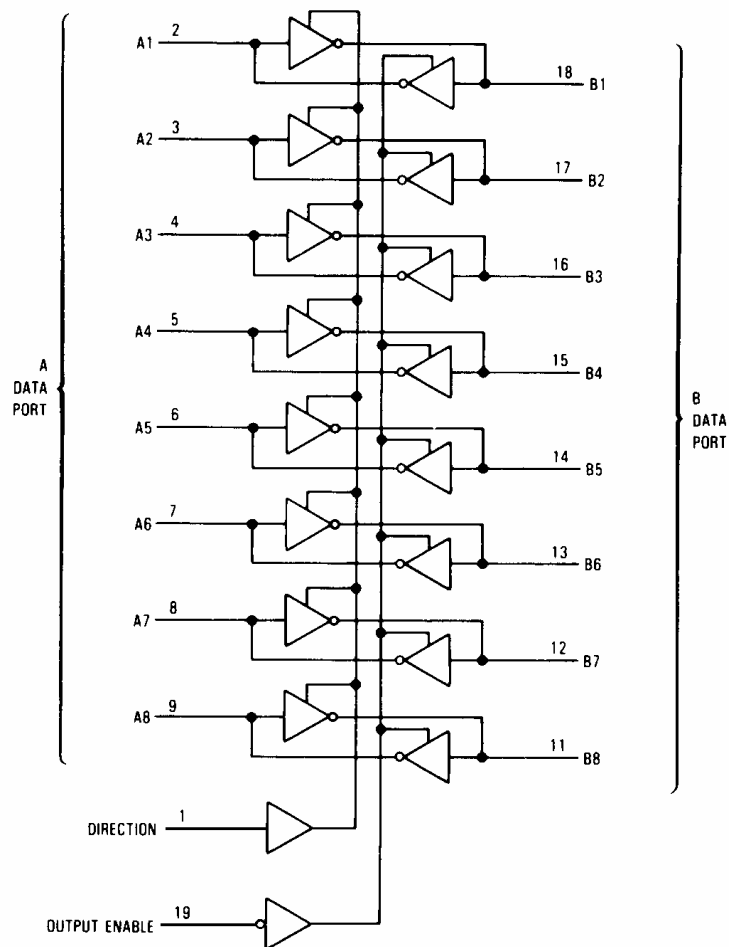 A1 2
18 B1
A2 3
17 B2
A3 4
16 B3
A4 5
15 B4
A
DATA
PORT
B
DATA
PORT
A5 6
14 B5
A6 7
13 B6
A7 8
12 B7
A8 9
11 B8
DIRECTION 1
OUTPUT ENABLE 19